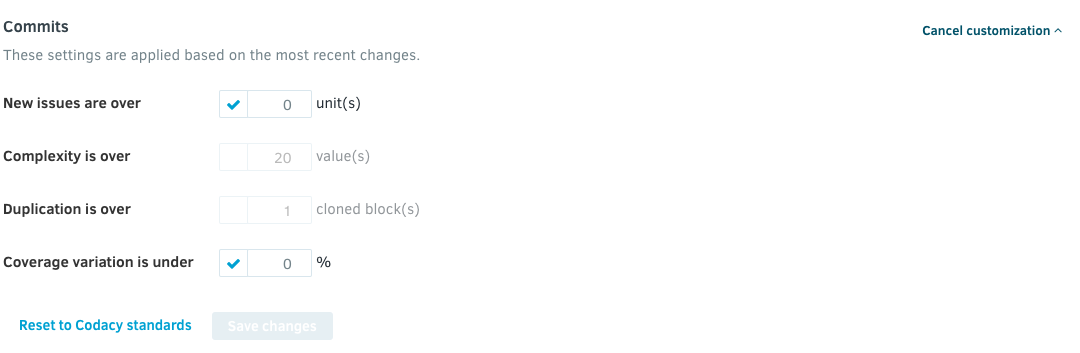 Commits
Cancel customization
These settings are applied based on the most recent changes.
New issues are over 0 unit(s)
Complexity is over 20 value(s)
Duplication is over 1 cloned block(s)
Coverage variation is under 0 %
Reset to Codacy standards Save changes